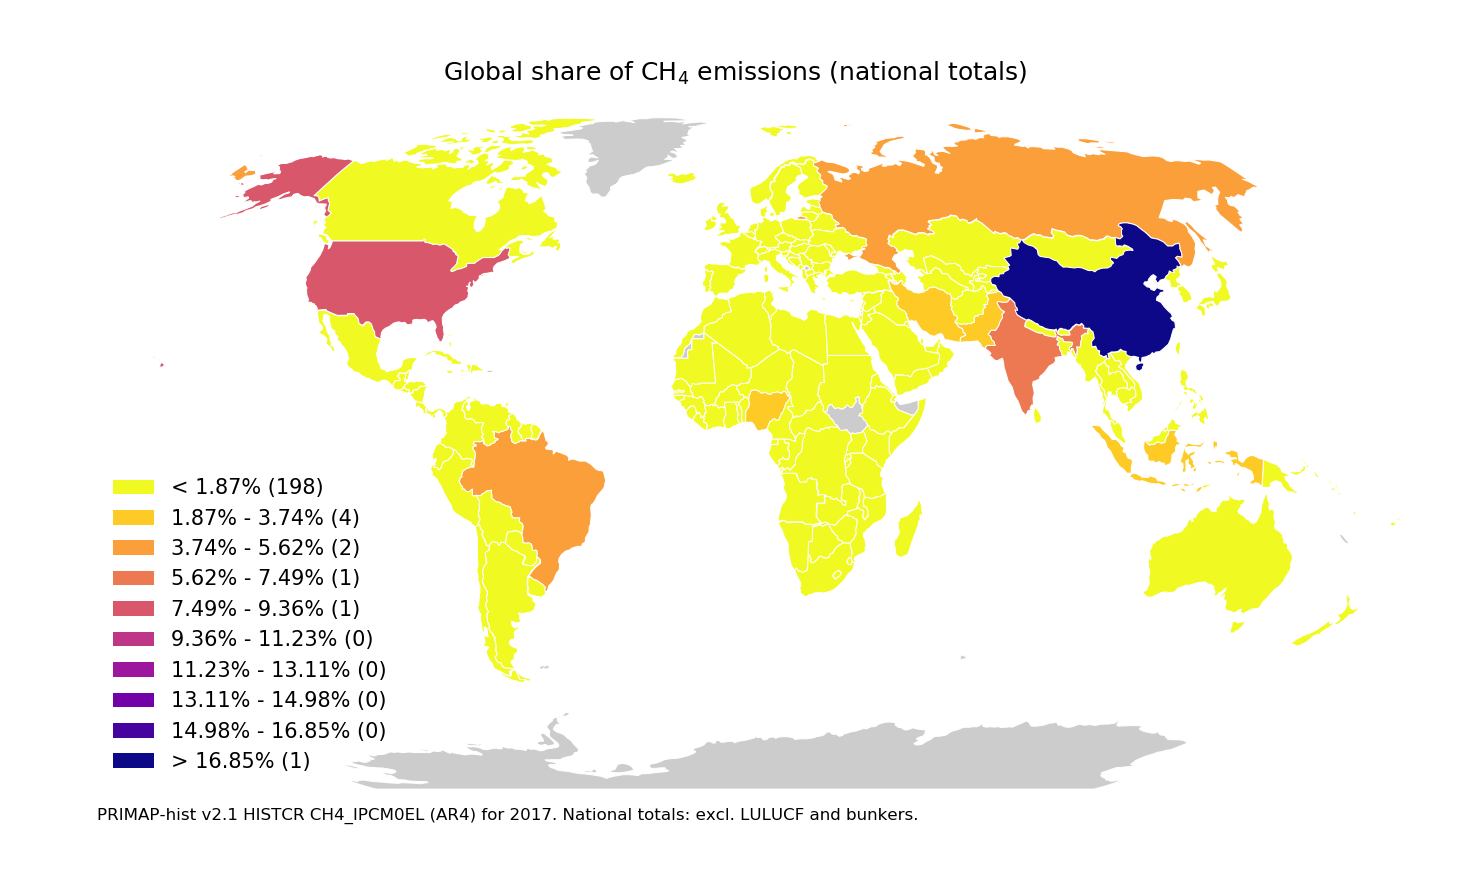 Global share of CH₄ emissions (national totals)
< 1.87% (198)
1.87% - 3.74% (4)
3.74% - 5.62% (2)
5.62% - 7.49% (1)
7.49% - 9.36% (1)
9.36% - 11.23% (0)
11.23% - 13.11% (0)
13.11% - 14.98% (0)
14.98% - 16.85% (0)
> 16.85% (1)
PRIMAP-hist v2.1 HISTCR CH4_IPCM0EL (AR4) for 2017. National totals: excl. LULUCF and bunkers.